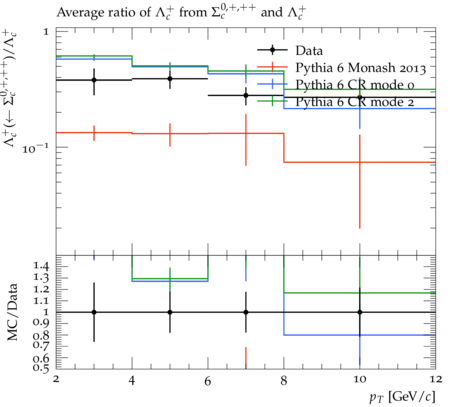 Average ratio of Λc+ from Σc0,+,++ and Λc+
Λc+(← Σc0,+,++)/Λc+
1
10−1
Data
Pythia 6 Monash 2013
Pythia 6 CR mode 0
Pythia 6 CR mode 2
MC/Data
1.4
1.3
1.2
1.1
1
0.9
0.8
0.7
0.6
0.5
2 4 6 8 10 12
pT [GeV/c]